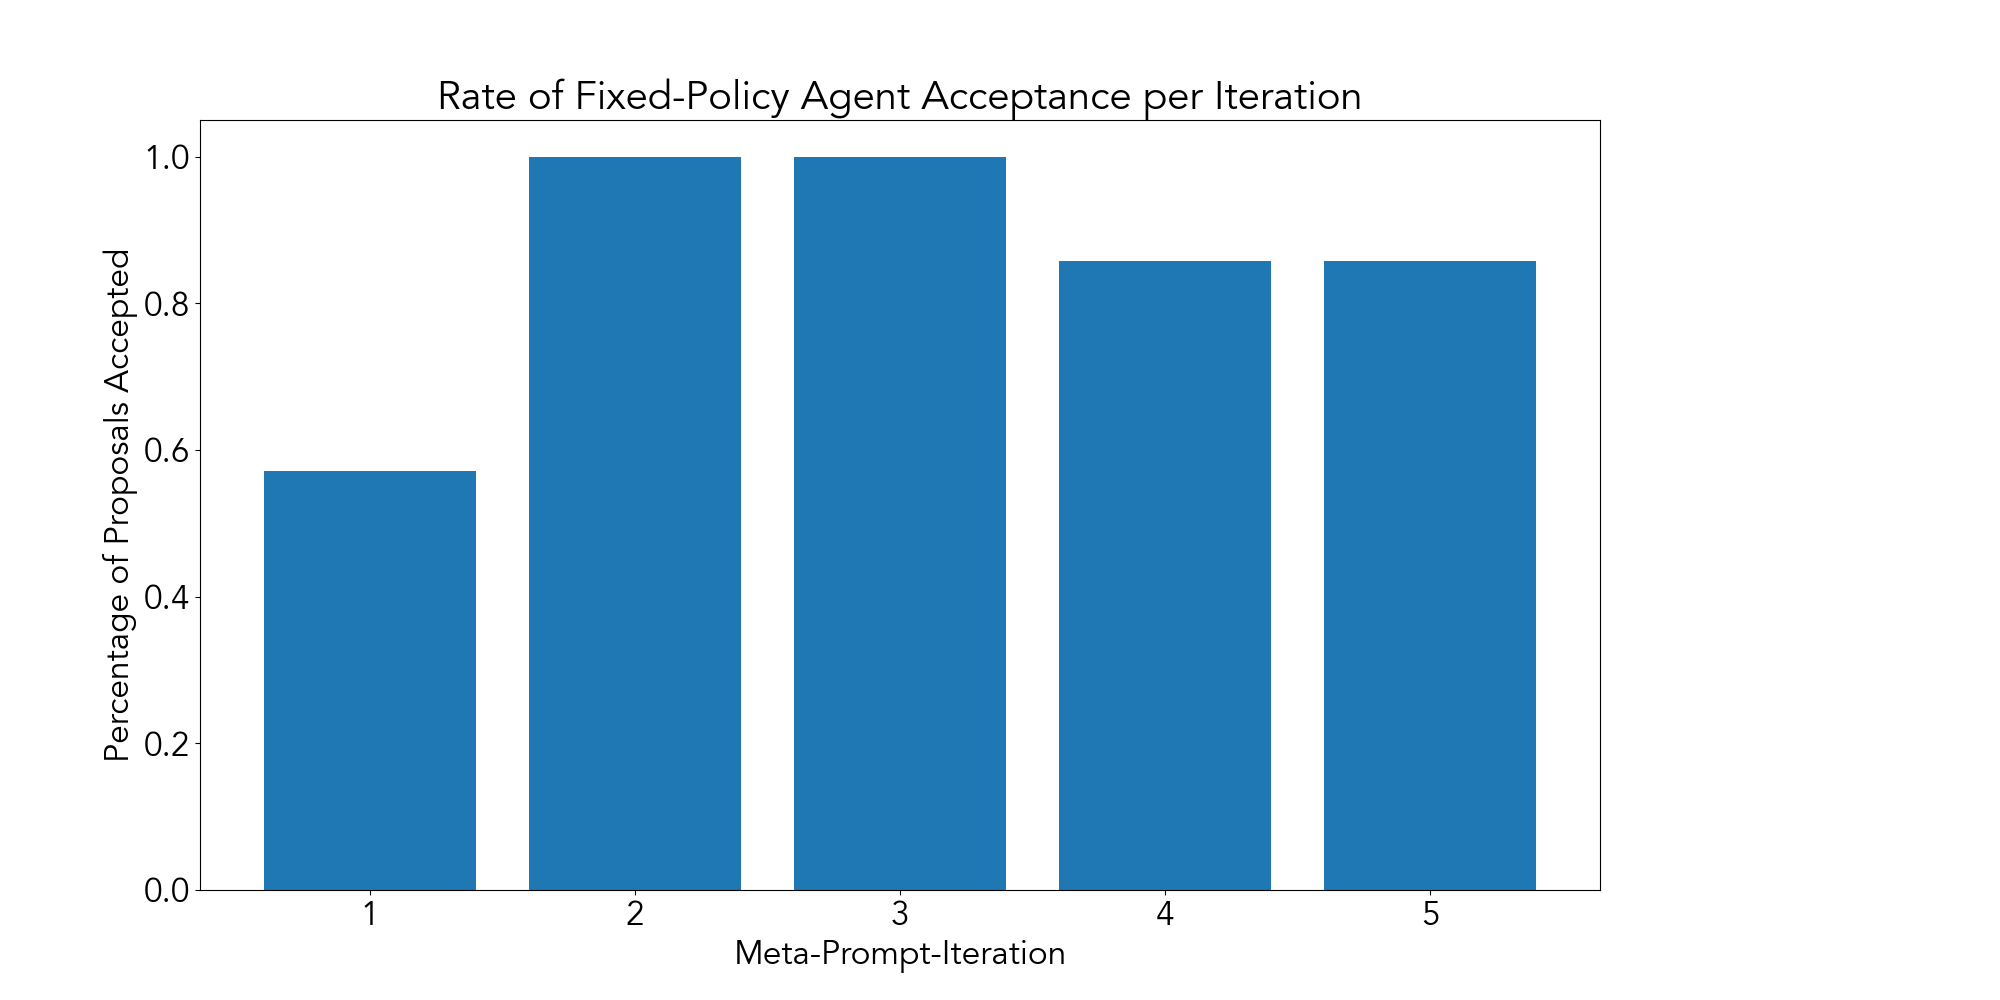 Rate of Fixed-Policy Agent Acceptance per Iteration
Percentage of Proposals Accepted
1.0
0.8
0.6
0.4
0.2
0.0
1 2 3 4 5
Meta-Prompt-Iteration